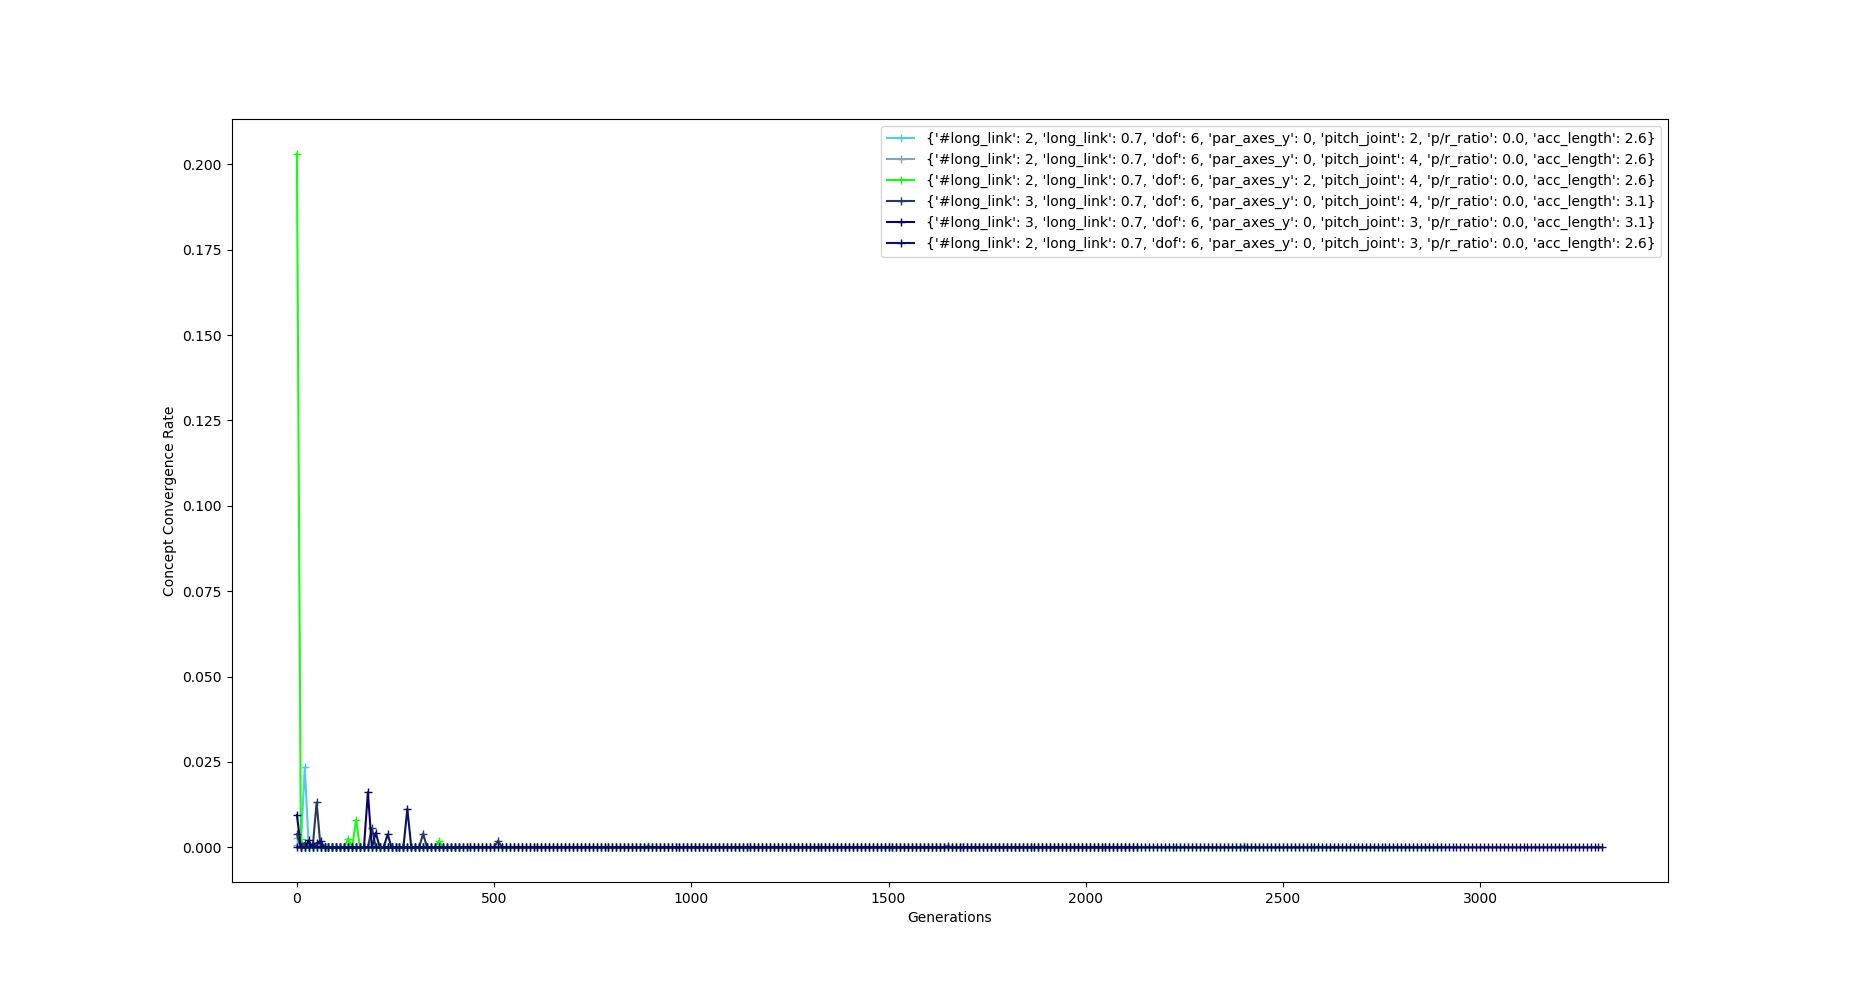 {'#long_link': 2, 'long_link': 0.7, 'dof': 6, 'par_axes_y': 0, 'pitch_joint': 2, 'p/r_ratio': 0.0, 'acc_length': 2.6}
{'#long_link': 2, 'long_link': 0.7, 'dof': 6, 'par_axes_y': 0, 'pitch_joint': 4, 'p/r_ratio': 0.0, 'acc_length': 2.6}
{'#long_link': 2, 'long_link': 0.7, 'dof': 6, 'par_axes_y': 2, 'pitch_joint': 4, 'p/r_ratio': 0.0, 'acc_length': 2.6}
{'#long_link': 3, 'long_link': 0.7, 'dof': 6, 'par_axes_y': 0, 'pitch_joint': 4, 'p/r_ratio': 0.0, 'acc_length': 3.1}
{'#long_link': 3, 'long_link': 0.7, 'dof': 6, 'par_axes_y': 0, 'pitch_joint': 3, 'p/r_ratio': 0.0, 'acc_length': 3.1}
{'#long_link': 2, 'long_link': 0.7, 'dof': 6, 'par_axes_y': 0, 'pitch_joint': 3, 'p/r_ratio': 0.0, 'acc_length': 2.6}
Concept Convergence Rate
0.200
0.175
0.150
0.125
0.100
0.075
0.050
0.025
0.000
0 500 1000 1500 2000 2500 3000
Generations